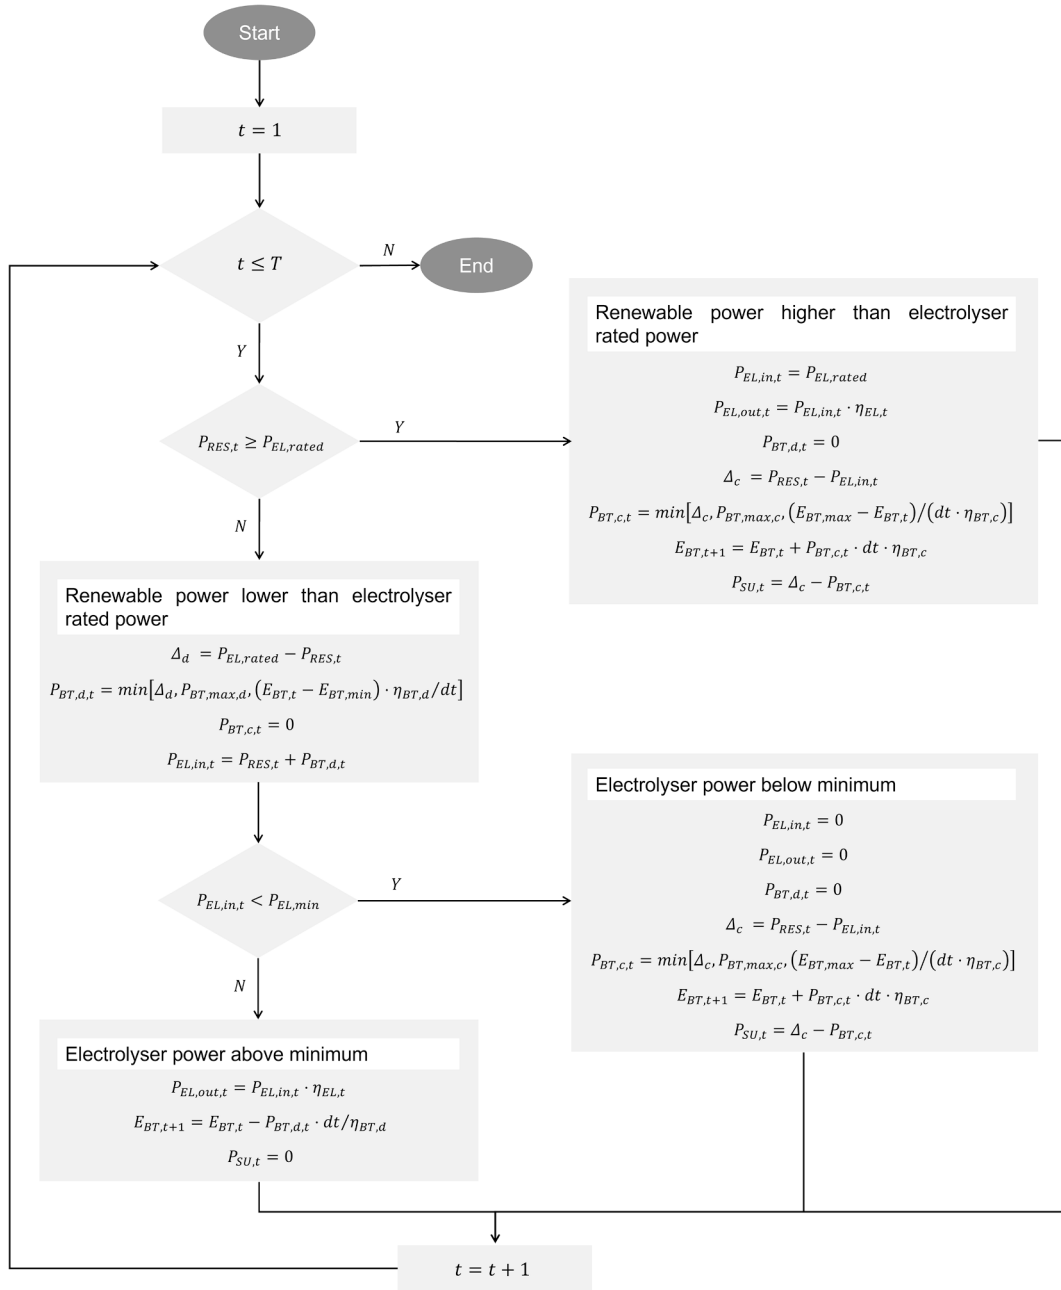 Start
t = 1
t ≤ T
N
End
Y
P_{RES,t} ≥ P_{EL,rated}
Y
Renewable power higher than electrolyser
rated power
P_{EL,in,t} = P_{EL,rated}
P_{EL,out,t} = P_{EL,in,t} · η_{EL,t}
P_{BT,d,t} = 0
Δ_c = P_{RES,t} − P_{EL,in,t}
P_{BT,c,t} = min[Δ_c, P_{BT,max,c}, (E_{BT,max} − E_{BT,t})/(dt · η_{BT,c})]
E_{BT,t+1} = E_{BT,t} + P_{BT,c,t} · dt · η_{BT,c}
P_{SU,t} = Δ_c − P_{BT,c,t}
N
Renewable power lower than electrolyser
rated power
Δ_d = P_{EL,rated} − P_{RES,t}
P_{BT,d,t} = min[Δ_d, P_{BT,max,d}, (E_{BT,t} − E_{BT,min}) · η_{BT,d}/dt]
P_{BT,c,t} = 0
P_{EL,in,t} = P_{RES,t} + P_{BT,d,t}
P_{EL,in,t} < P_{EL,min}
Y
Electrolyser power below minimum
P_{EL,in,t} = 0
P_{EL,out,t} = 0
P_{BT,d,t} = 0
Δ_c = P_{RES,t} − P_{EL,in,t}
P_{BT,c,t} = min[Δ_c, P_{BT,max,c}, (E_{BT,max} − E_{BT,t})/(dt · η_{BT,c})]
E_{BT,t+1} = E_{BT,t} + P_{BT,c,t} · dt · η_{BT,c}
P_{SU,t} = Δ_c − P_{BT,c,t}
N
Electrolyser power above minimum
P_{EL,out,t} = P_{EL,in,t} · η_{EL,t}
E_{BT,t+1} = E_{BT,t} − P_{BT,d,t} · dt/η_{BT,d}
P_{SU,t} = 0
t = t + 1